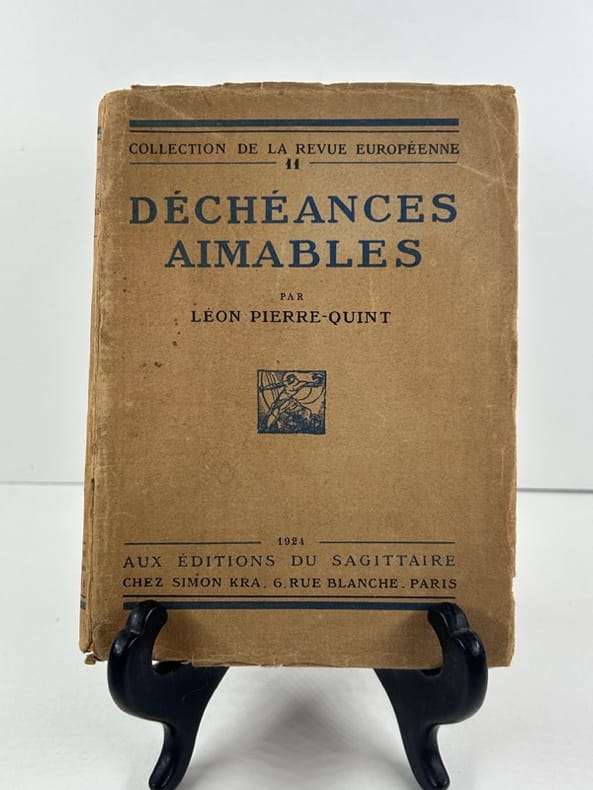 COLLECTION DE LA REVUE EUROPÉENNE
11
DÉCHÉANCES
AIMABLES
PAR
LÉON PIERRE-QUINT
1924
AUX ÉDITIONS DU SAGITTAIRE
CHEZ SIMON KRA, 6, RUE BLANCHE. PARIS